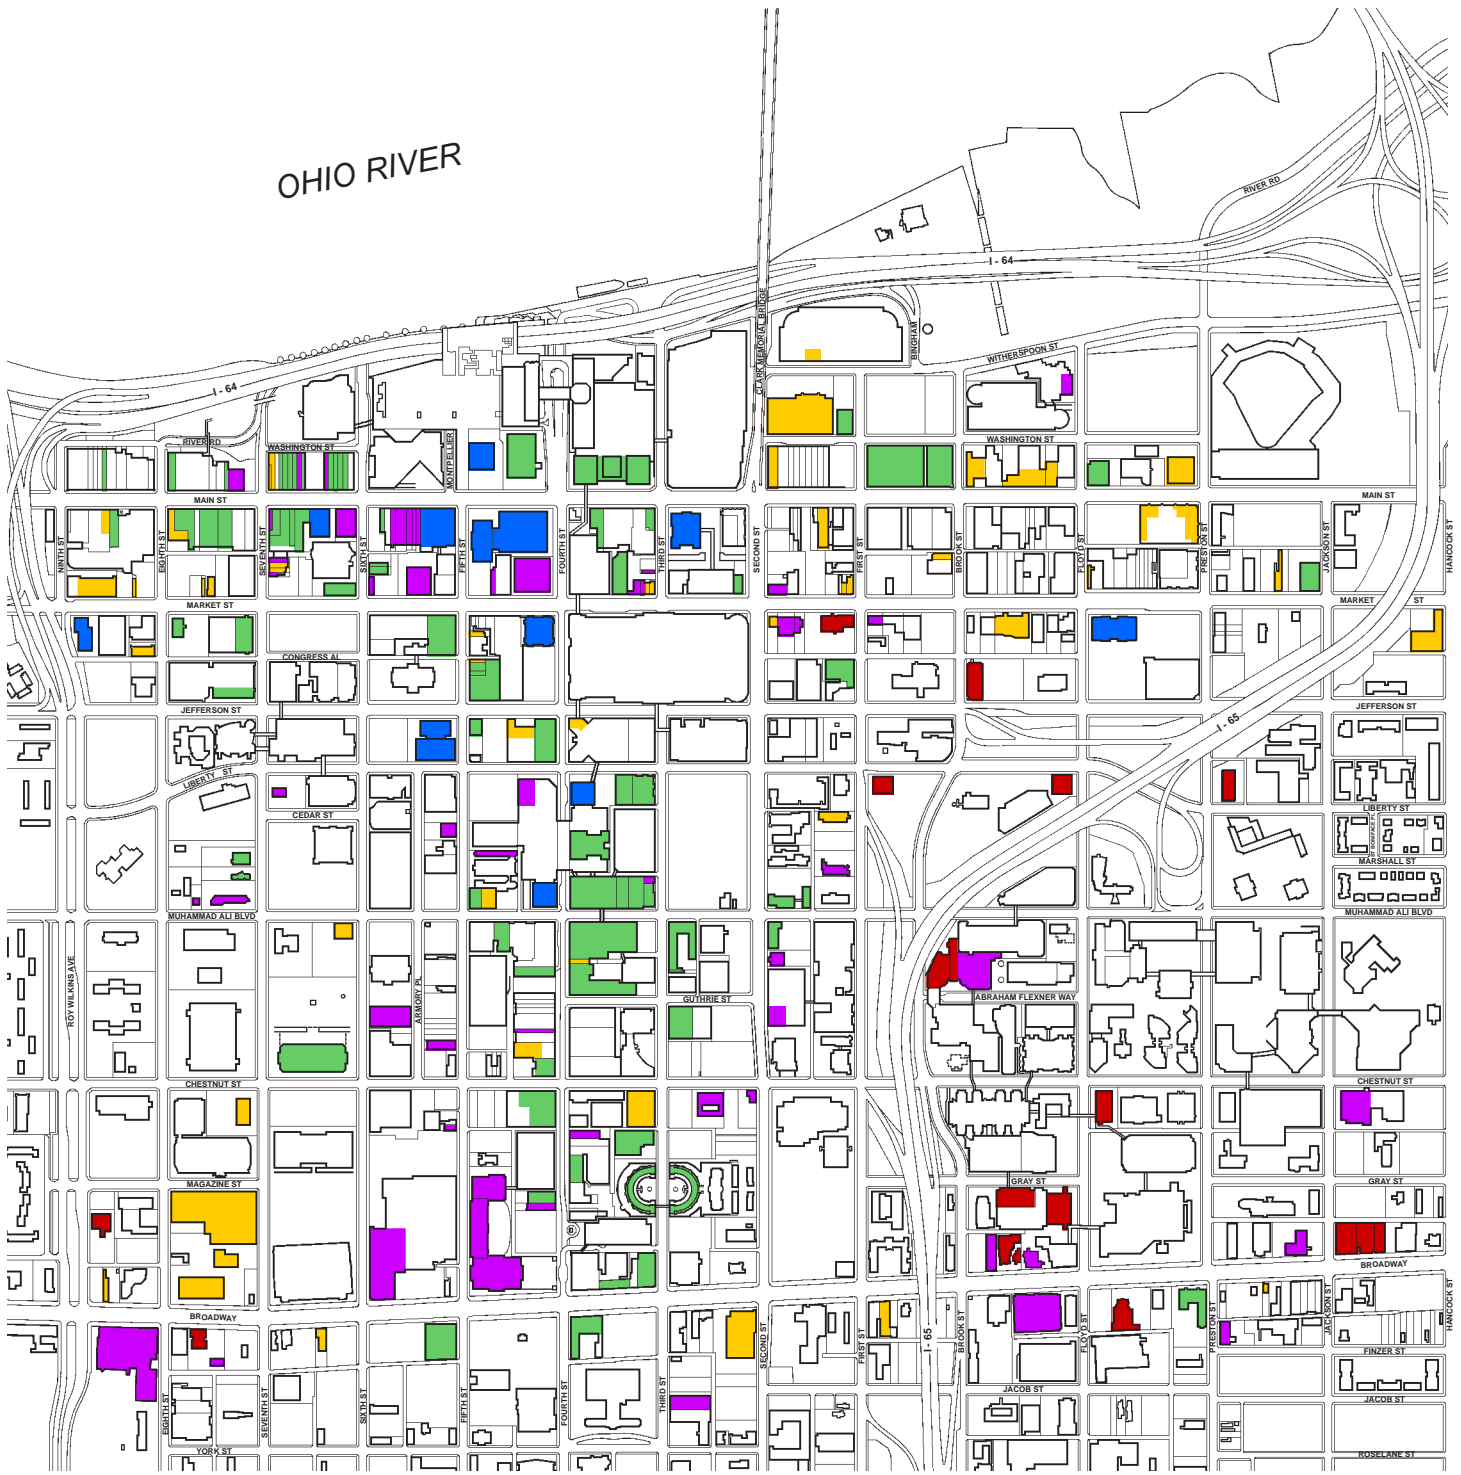 OHIO RIVER
RIVER RD
I - 64
CLARK MEMORIAL BRIDGE
BINGHAM
WITHERSPOON ST
I - 64
RIVER RD
WASHINGTON ST
MONTPELIER
WASHINGTON ST
MAIN ST
MAIN ST
NINTH ST
EIGHTH ST
SEVENTH ST
SIXTH ST
FIFTH ST
FOURTH ST
THIRD ST
SECOND ST
FIRST ST
BROOK ST
FLOYD ST
PRESTON ST
JACKSON ST
HANCOCK ST
MARKET ST
MARKET ST
CONGRESS AL
JEFFERSON ST
JEFFERSON ST
I - 65
LIBERTY ST
LIBERTY ST
CEDAR ST
MARSHALL ST
MUHAMMAD ALI BLVD
MUHAMMAD ALI BLVD
ROY WILKINS AVE
ARMORY PL
GUTHRIE ST
ABRAHAM FLEXNER WAY
CHESTNUT ST
CHESTNUT ST
MAGAZINE ST
GRAY ST
GRAY ST
BROADWAY
BROADWAY
EIGHTH ST
SEVENTH ST
SIXTH ST
FIFTH ST
FOURTH ST
THIRD ST
SECOND ST
FIRST ST
I - 65
BROOK ST
FLOYD ST
PRESTON ST
JACKSON ST
HANCOCK ST
FINZER ST
JACOB ST
JACOB ST
YORK ST
ROSELANE ST